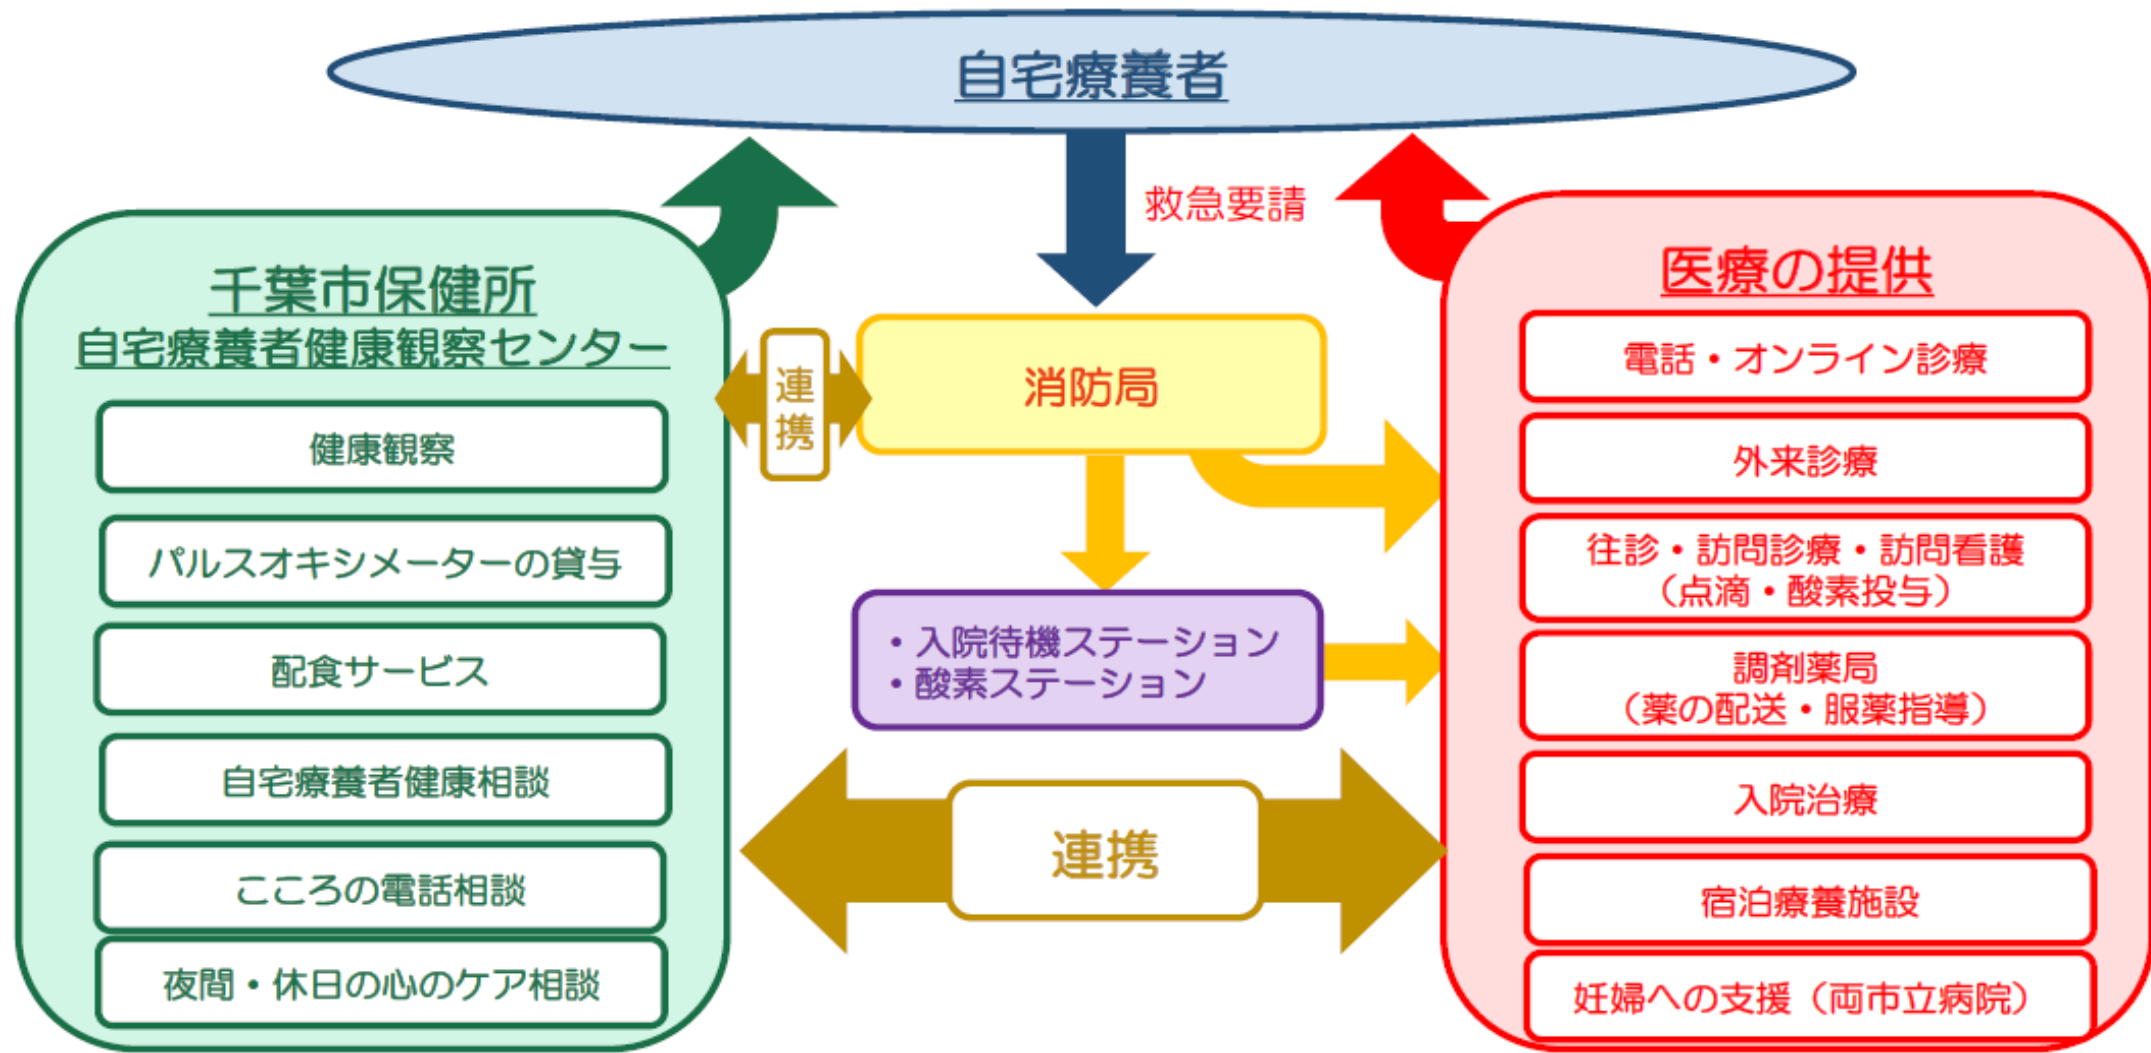 自宅療養者
救急要請
千葉市保健所
自宅療養者健康観察センター
健康観察
パルスオキシメーターの貸与
配食サービス
自宅療養者健康相談
こころの電話相談
夜間・休日の心のケア相談
連
携
消防局
・入院待機ステーション
・酸素ステーション
連携
医療の提供
電話・オンライン診療
外来診療
往診・訪問診療・訪問看護
（点滴・酸素投与）
調剤薬局
（薬の配送・服薬指導）
入院治療
宿泊療養施設
妊婦への支援（両市立病院）